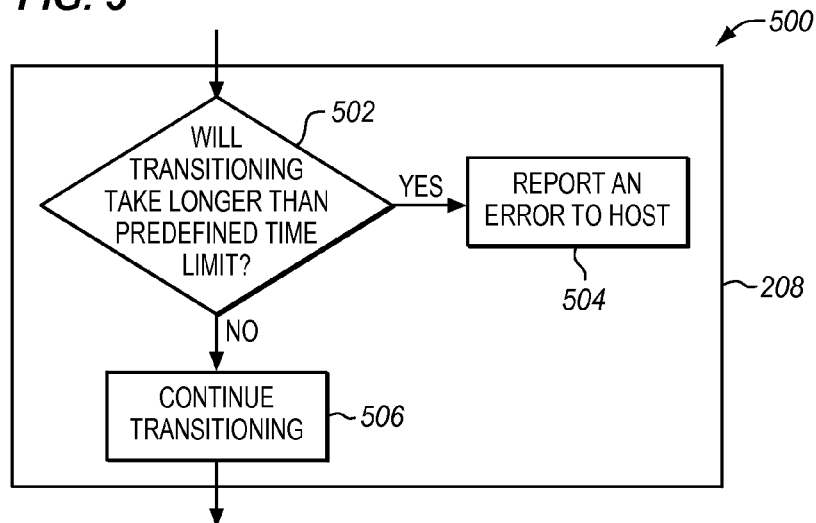 FIG. 5
500
502
WILL
TRANSITIONING
TAKE LONGER THAN
PREDEFINED TIME
LIMIT?
YES
REPORT AN
ERROR TO HOST
504
208
NO
CONTINUE
TRANSITIONING
506